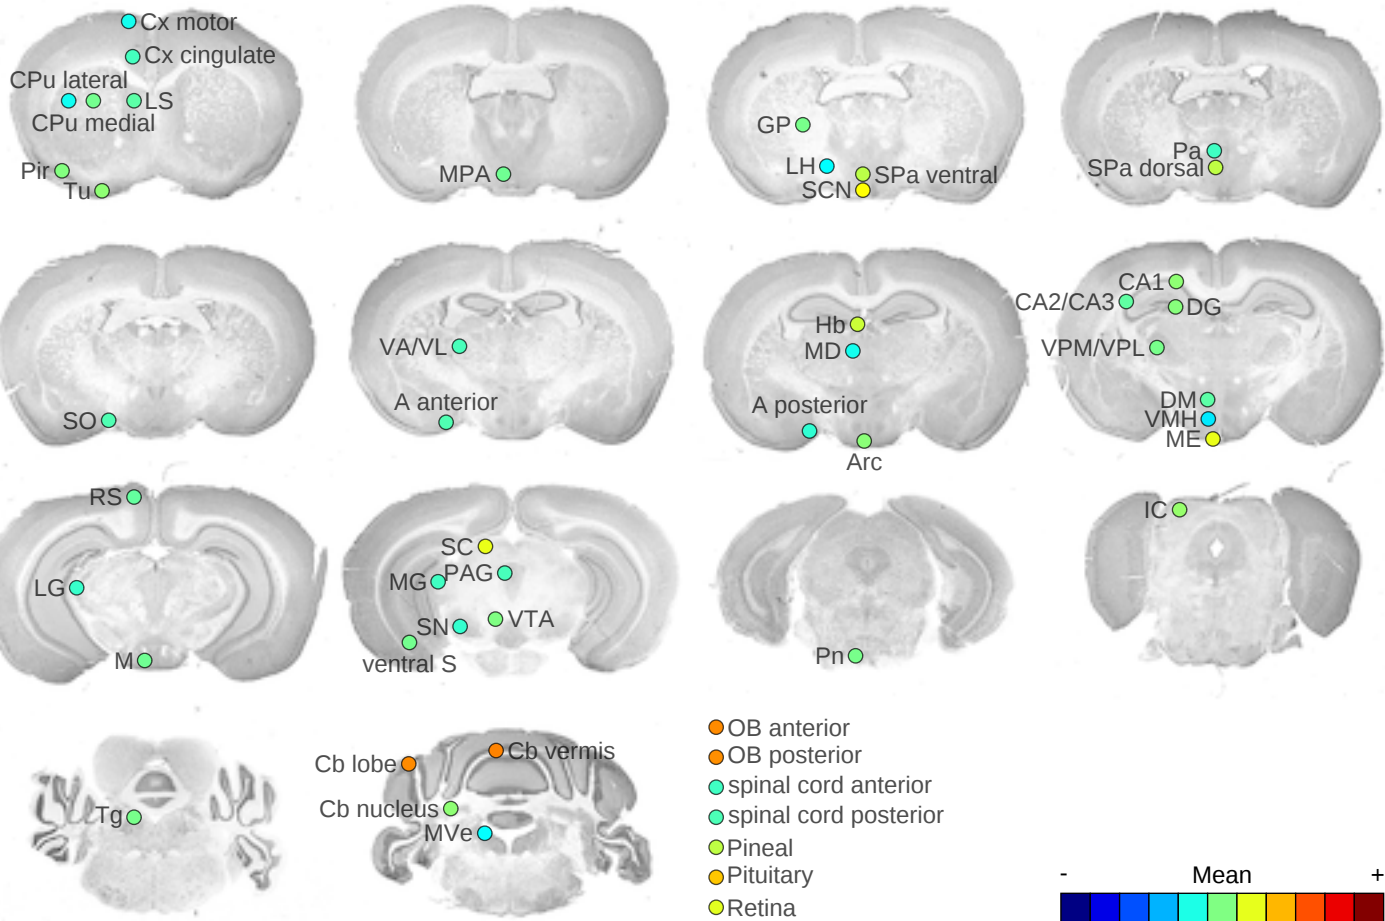 Cx motor
Cx cingulate
CPu lateral
LS
CPu medial
Pir
Tu
MPA
GP
LH
SPa ventral
SCN
Pa
SPa dorsal
SO
VA/VL
A anterior
Hb
MD
A posterior
Arc
CA1
CA2/CA3
DG
VPM/VPL
DM
VMH
ME
RS
LG
M
SC
PAG
MG
SN
VTA
ventral S
Pn
IC
Tg
Cb lobe
Cb vermis
Cb nucleus
MVe
OB anterior
OB posterior
spinal cord anterior
spinal cord posterior
Pineal
Pituitary
Retina
- Mean +